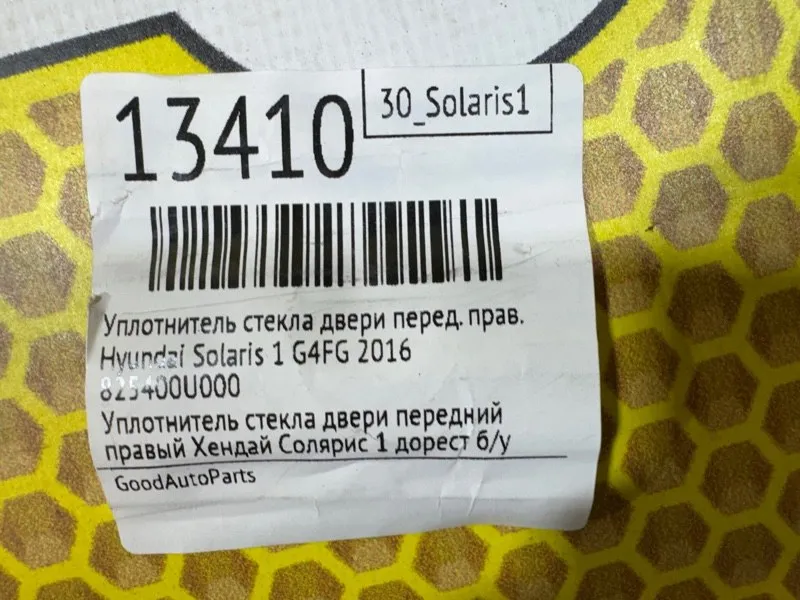 13410
30_Solaris1
Уплотнитель стекла двери перед. прав.
Hyundai Solaris 1 G4FG 2016
825400U000
Уплотнитель стекла двери передний
правый Хендай Солярис 1 дорест б/у
GoodAutoParts